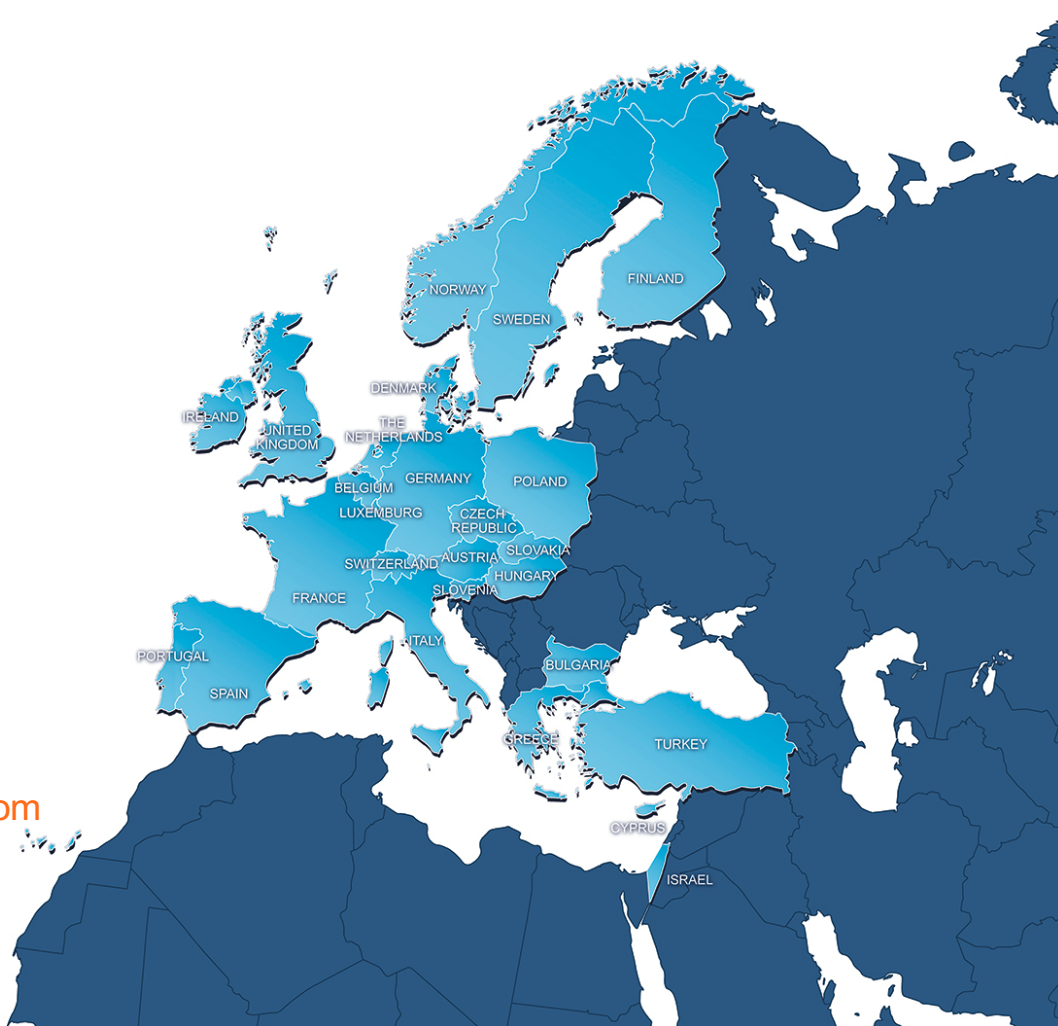 FINLAND
NORWAY
SWEDEN
DENMARK
IRELAND
THE
NETHERLANDS
UNITED
KINGDOM
GERMANY
POLAND
BELGIUM
LUXEMBURG
CZECH
REPUBLIC
SLOVAKIA
AUSTRIA
SWITZERLAND
HUNGARY
SLOVENIA
FRANCE
ITALY
PORTUGAL
BULGARIA
SPAIN
GREECE
TURKEY
om
CYPRUS
ISRAEL